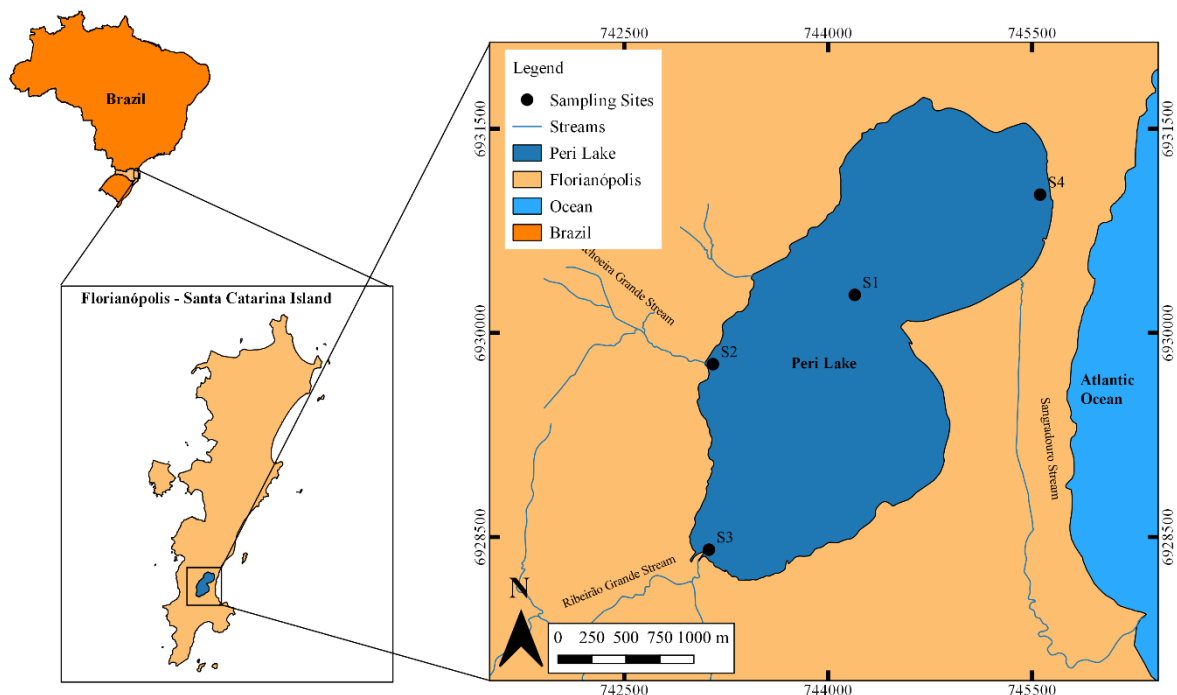 Brazil
Florianópolis - Santa Catarina Island
742500
744000
745500
6931500
6931500
Legend
Sampling Sites
Streams
Peri Lake
Florianópolis
Ocean
Brazil
S4
choeira Grande Stream
S1
6930000
6930000
S2
Peri Lake
Atlantic
Ocean
Sangradouro Stream
6928500
6928500
S3
Ribeirão Grande Stream
N
0 250 500 750 1000 m
742500
744000
745500